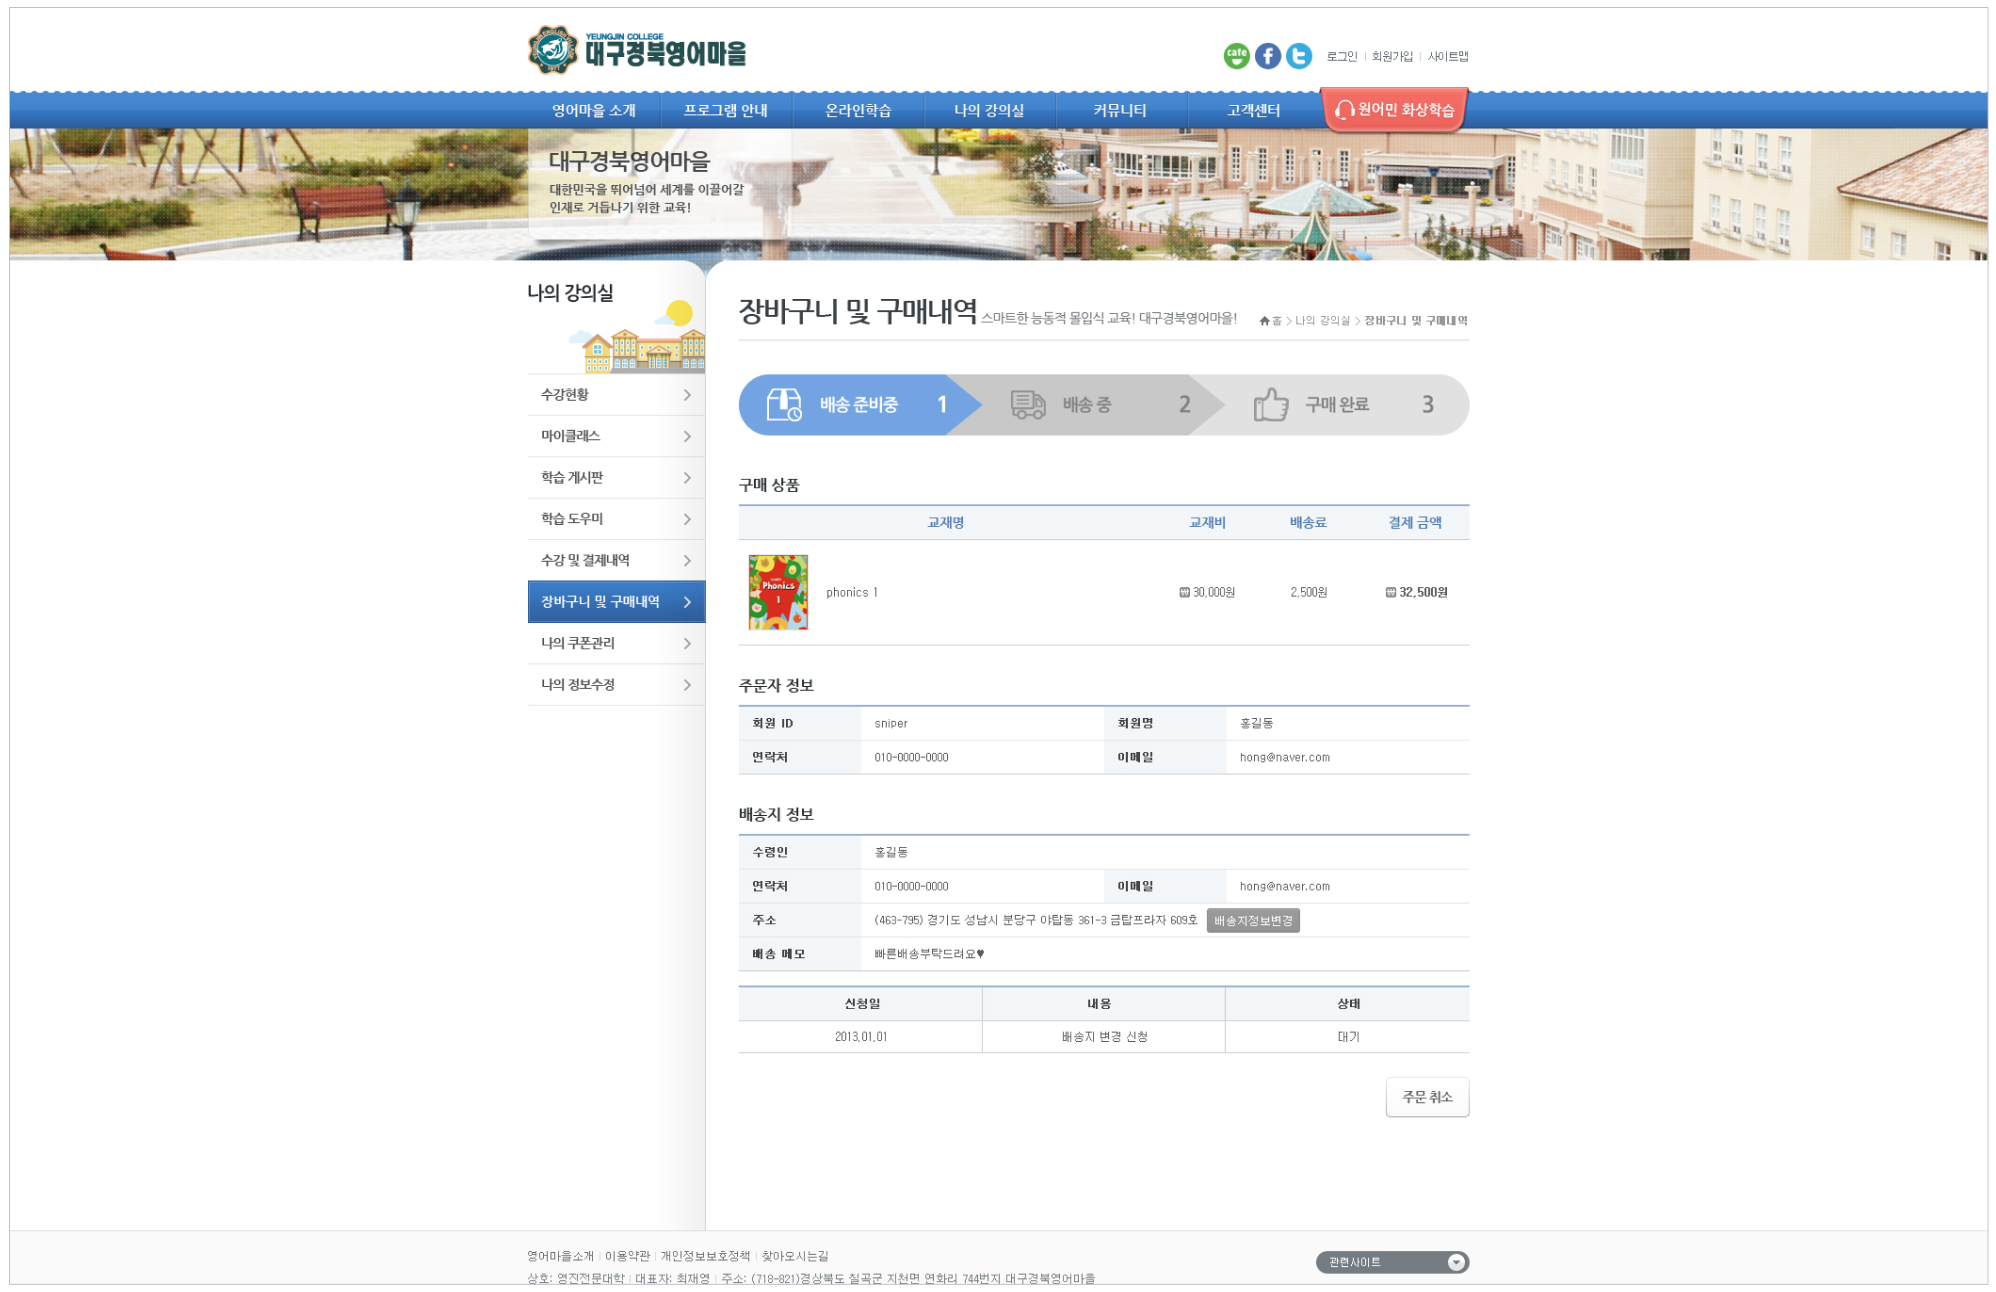 YEUNGJIN COLLEGE
대구경북영어마을
cafe
로그인 | 회원가입 | 사이트맵
영어마을 소개 프로그램 안내 온라인학습 나의 강의실 커뮤니티 고객센터 원어민 화상학습
대구경북영어마을
대한민국을 뛰어넘어 세계를 이끌어갈
인재로 거듭나기 위한 교육!
나의 강의실
수강현황
마이클래스
학습 게시판
학습 도우미
수강 및 결제내역
장바구니 및 구매내역
나의 쿠폰관리
나의 정보수정
장바구니 및 구매내역 스마트한 능동적 몰입식 교육! 대구경북영어마을!
홈 > 나의 강의실 > 장바구니 및 구매내역
배송 준비중 1 배송 중 2 구매 완료 3
구매 상품
교재명 교재비 배송료 결제 금액
Phonics
1
phonics 1 30,000원 2,500원 32,500원
주문자 정보
회원 ID sniper 회원명 홍길동
연락처 010-0000-0000 이메일 hong@naver.com
배송지 정보
수령인 홍길동
연락처 010-0000-0000 이메일 hong@naver.com
주소 (463-795) 경기도 성남시 분당구 야탑동 361-3 금탑프라자 609호 배송지정보변경
배송 메모 빠른배송부탁드려요♥
신청일 내용 상태
2013.01.01 배송지 변경 신청 대기
주문 취소
영어마을소개 | 이용약관 | 개인정보보호정책 | 찾아오시는길
관련사이트
상호: 영진전문대학 | 대표자: 최재영 | 주소: (718-821)경상북도 칠곡군 지천면 연화리 744번지 대구경북영어마을